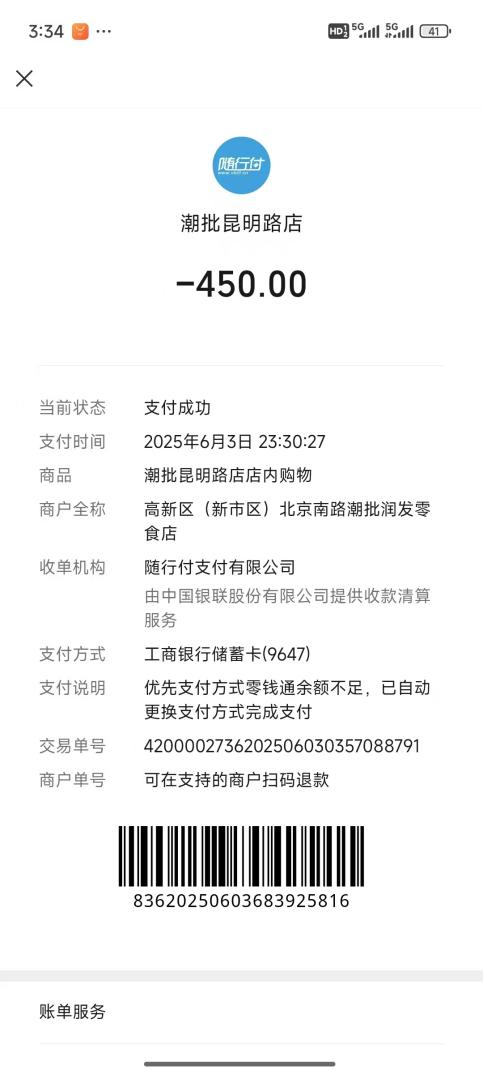 3:34
HD 1 2 5G 5G 41
随行付
潮批昆明路店
-450.00
当前状态 支付成功
支付时间 2025年6月3日 23:30:27
商品 潮批昆明路店店内购物
商户全称 高新区（新市区）北京南路潮批润发零
食店
收单机构 随行付支付有限公司
由中国银联股份有限公司提供收款清算
服务
支付方式 工商银行储蓄卡(9647)
支付说明 优先支付方式零钱通余额不足，已自动
更换支付方式完成支付
交易单号 4200002736202506030357088791
商户单号 可在支持的商户扫码退款
83620250603683925816
账单服务